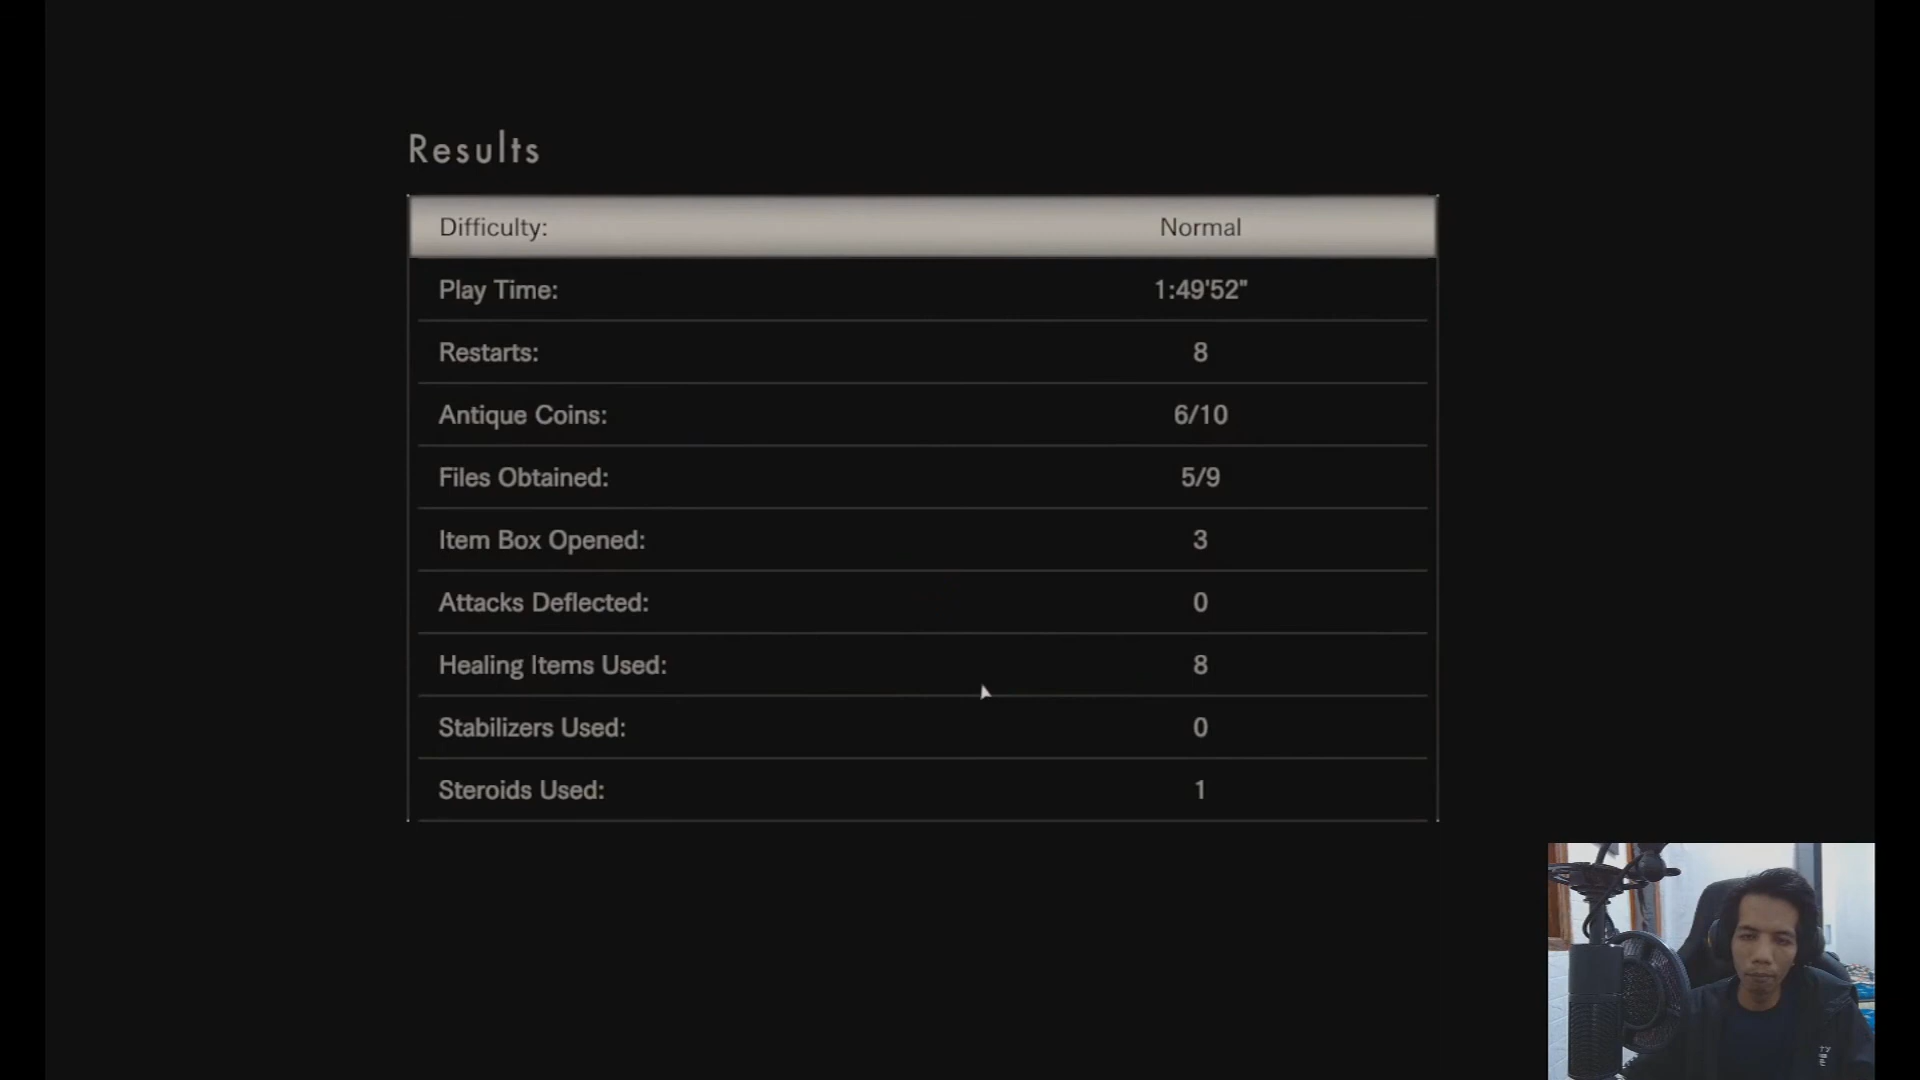 Results
Difficulty: Normal
Play Time: 1:49'52"
Restarts: 8
Antique Coins: 6/10
Files Obtained: 5/9
Item Box Opened: 3
Attacks Deflected: 0
Healing Items Used: 8
Stabilizers Used: 0
Steroids Used: 1